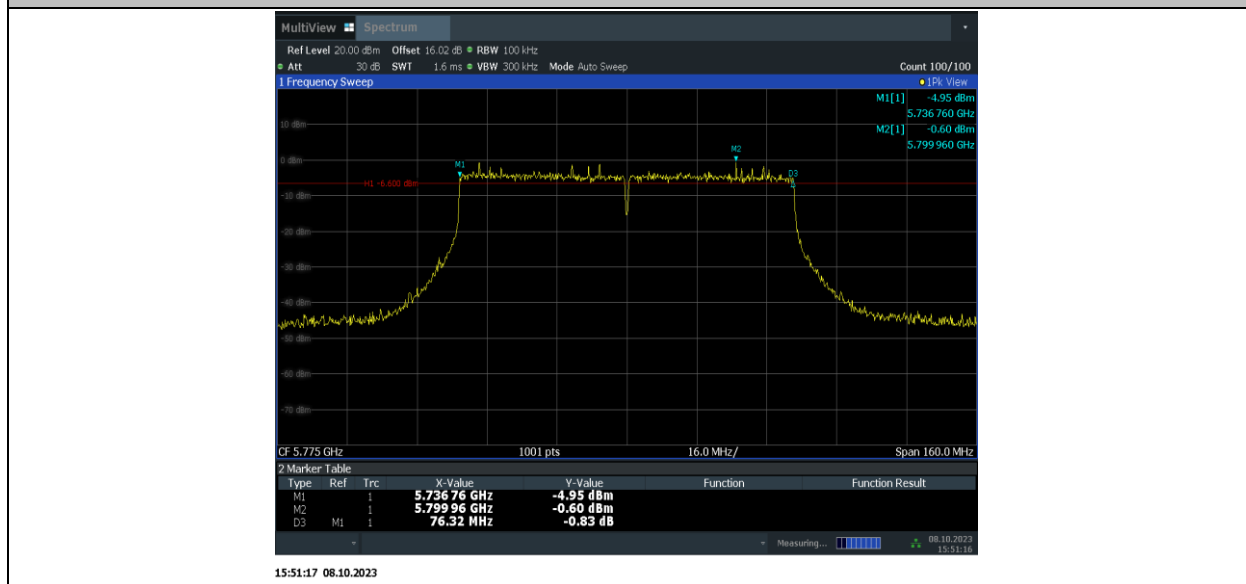 MultiView Spectrum
Ref Level 20.00 dBm Offset 16.02 dB RBW 100 kHz
Att 30 dB SWT 1.6 ms VBW 300 kHz Mode Auto Sweep Count 100/100
1 Frequency Sweep 1Pk View
M1[1] -4.95 dBm
5.736 760 GHz
M2[1] -0.60 dBm
5.799 960 GHz
10 dBm
M2
0 dBm
M1
D3
H1 -6.600 dBm
-10 dBm
-20 dBm
-30 dBm
-40 dBm
-50 dBm
-60 dBm
-70 dBm
CF 5.775 GHz 1001 pts 16.0 MHz/ Span 160.0 MHz
2 Marker Table
Type Ref Trc X-Value Y-Value Function Function Result
M1 1 5.736 76 GHz -4.95 dBm
M2 1 5.799 96 GHz -0.60 dBm
D3 M1 1 76.32 MHz -0.83 dB
Measuring... 08.10.2023
15:51:16
15:51:17 08.10.2023